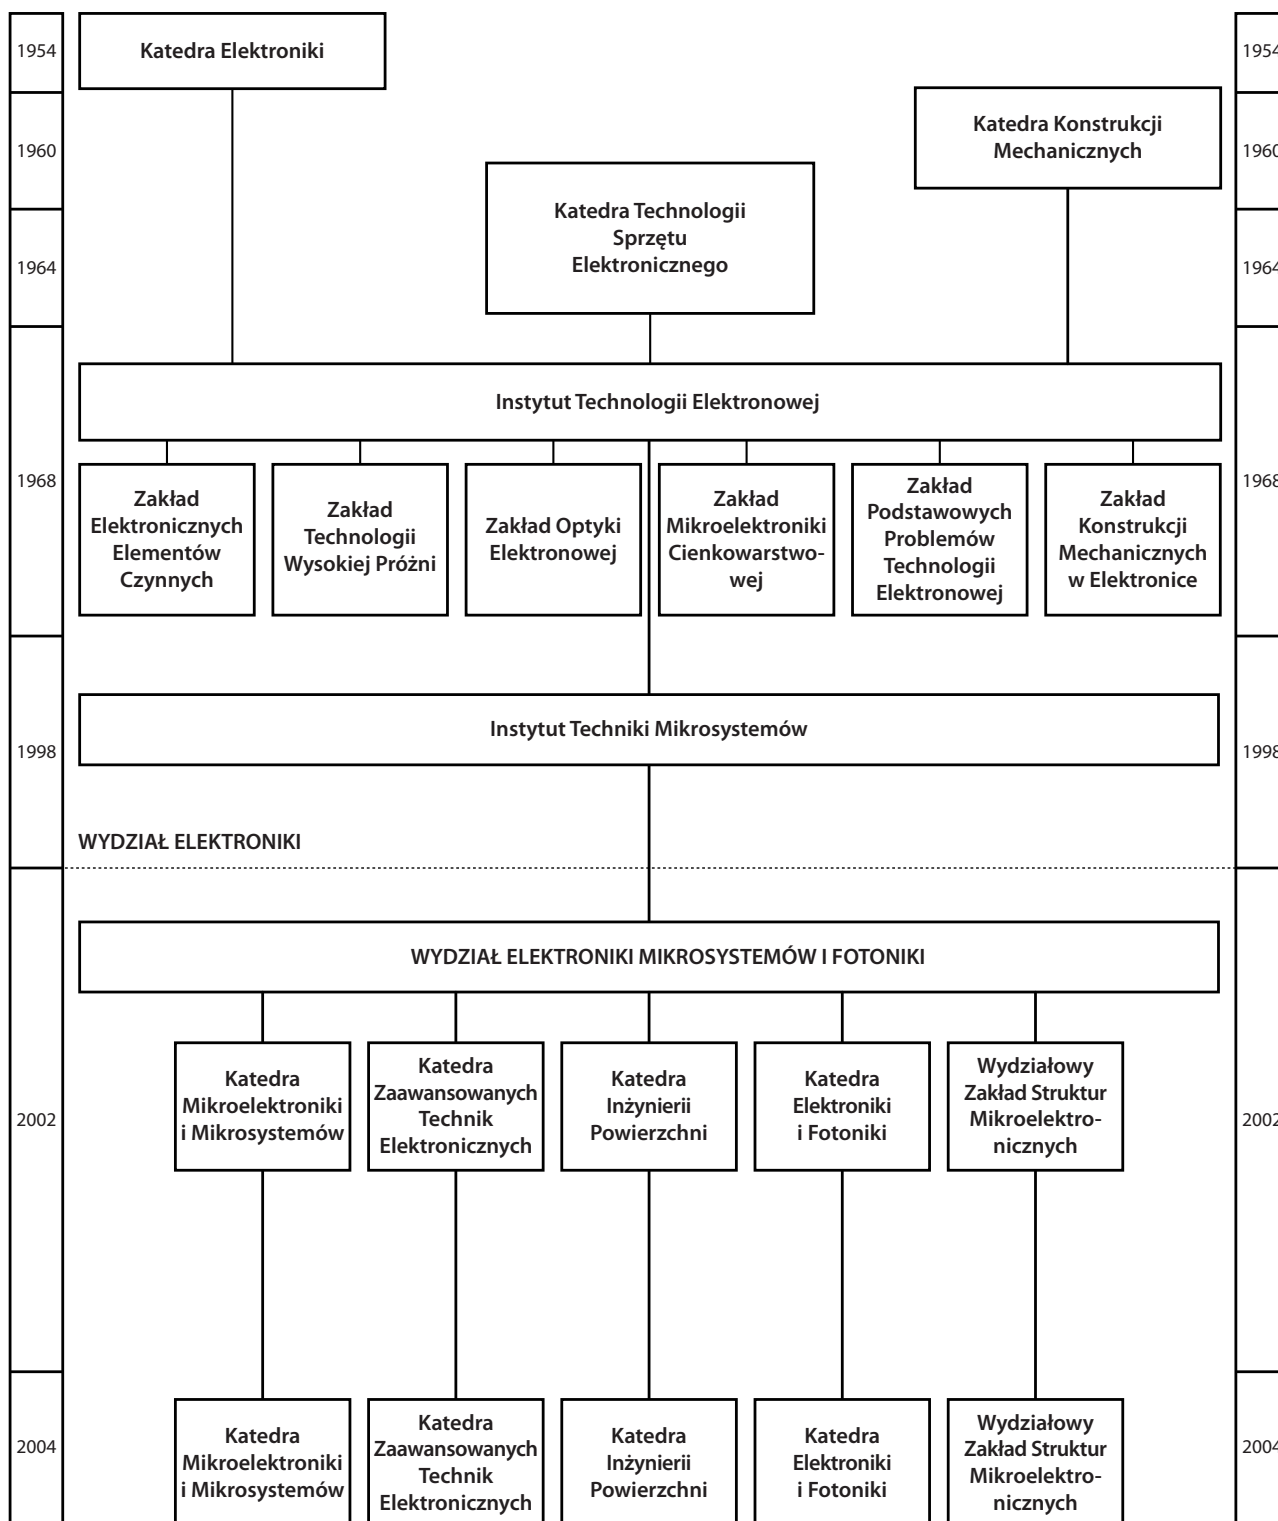 1954
Katedra Elektroniki
1954
1960
Katedra Konstrukcji
Mechanicznych
1960
Katedra Technologii
Sprzętu
Elektronicznego
1964
1964
Instytut Technologii Elektronowej
1968
Zakład
Elektronicznych
Elementów
Czynnych
Zakład
Technologii
Wysokiej Próżni
Zakład Optyki
Elektronowej
Zakład
Mikroelektroniki
Cienkowarstwo-
wej
Zakład
Podstawowych
Problemów
Technologii
Elektronowej
Zakład
Konstrukcji
Mechanicznych
w Elektronice
1968
1998
Instytut Techniki Mikrosystemów
1998
WYDZIAŁ ELEKTRONIKI
WYDZIAŁ ELEKTRONIKI MIKROSYSTEMÓW I FOTONIKI
2002
Katedra
Mikroelektroniki
i Mikrosystemów
Katedra
Zaawansowanych
Technik
Elektronicznych
Katedra
Inżynierii
Powierzchni
Katedra
Elektroniki
i Fotoniki
Wydziałowy
Zakład Struktur
Mikroelektro-
nicznych
2002
2004
Katedra
Mikroelektroniki
i Mikrosystemów
Katedra
Zaawansowanych
Technik
Elektronicznych
Katedra
Inżynierii
Powierzchni
Katedra
Elektroniki
i Fotoniki
Wydziałowy
Zakład Struktur
Mikroelektro-
nicznych
2004